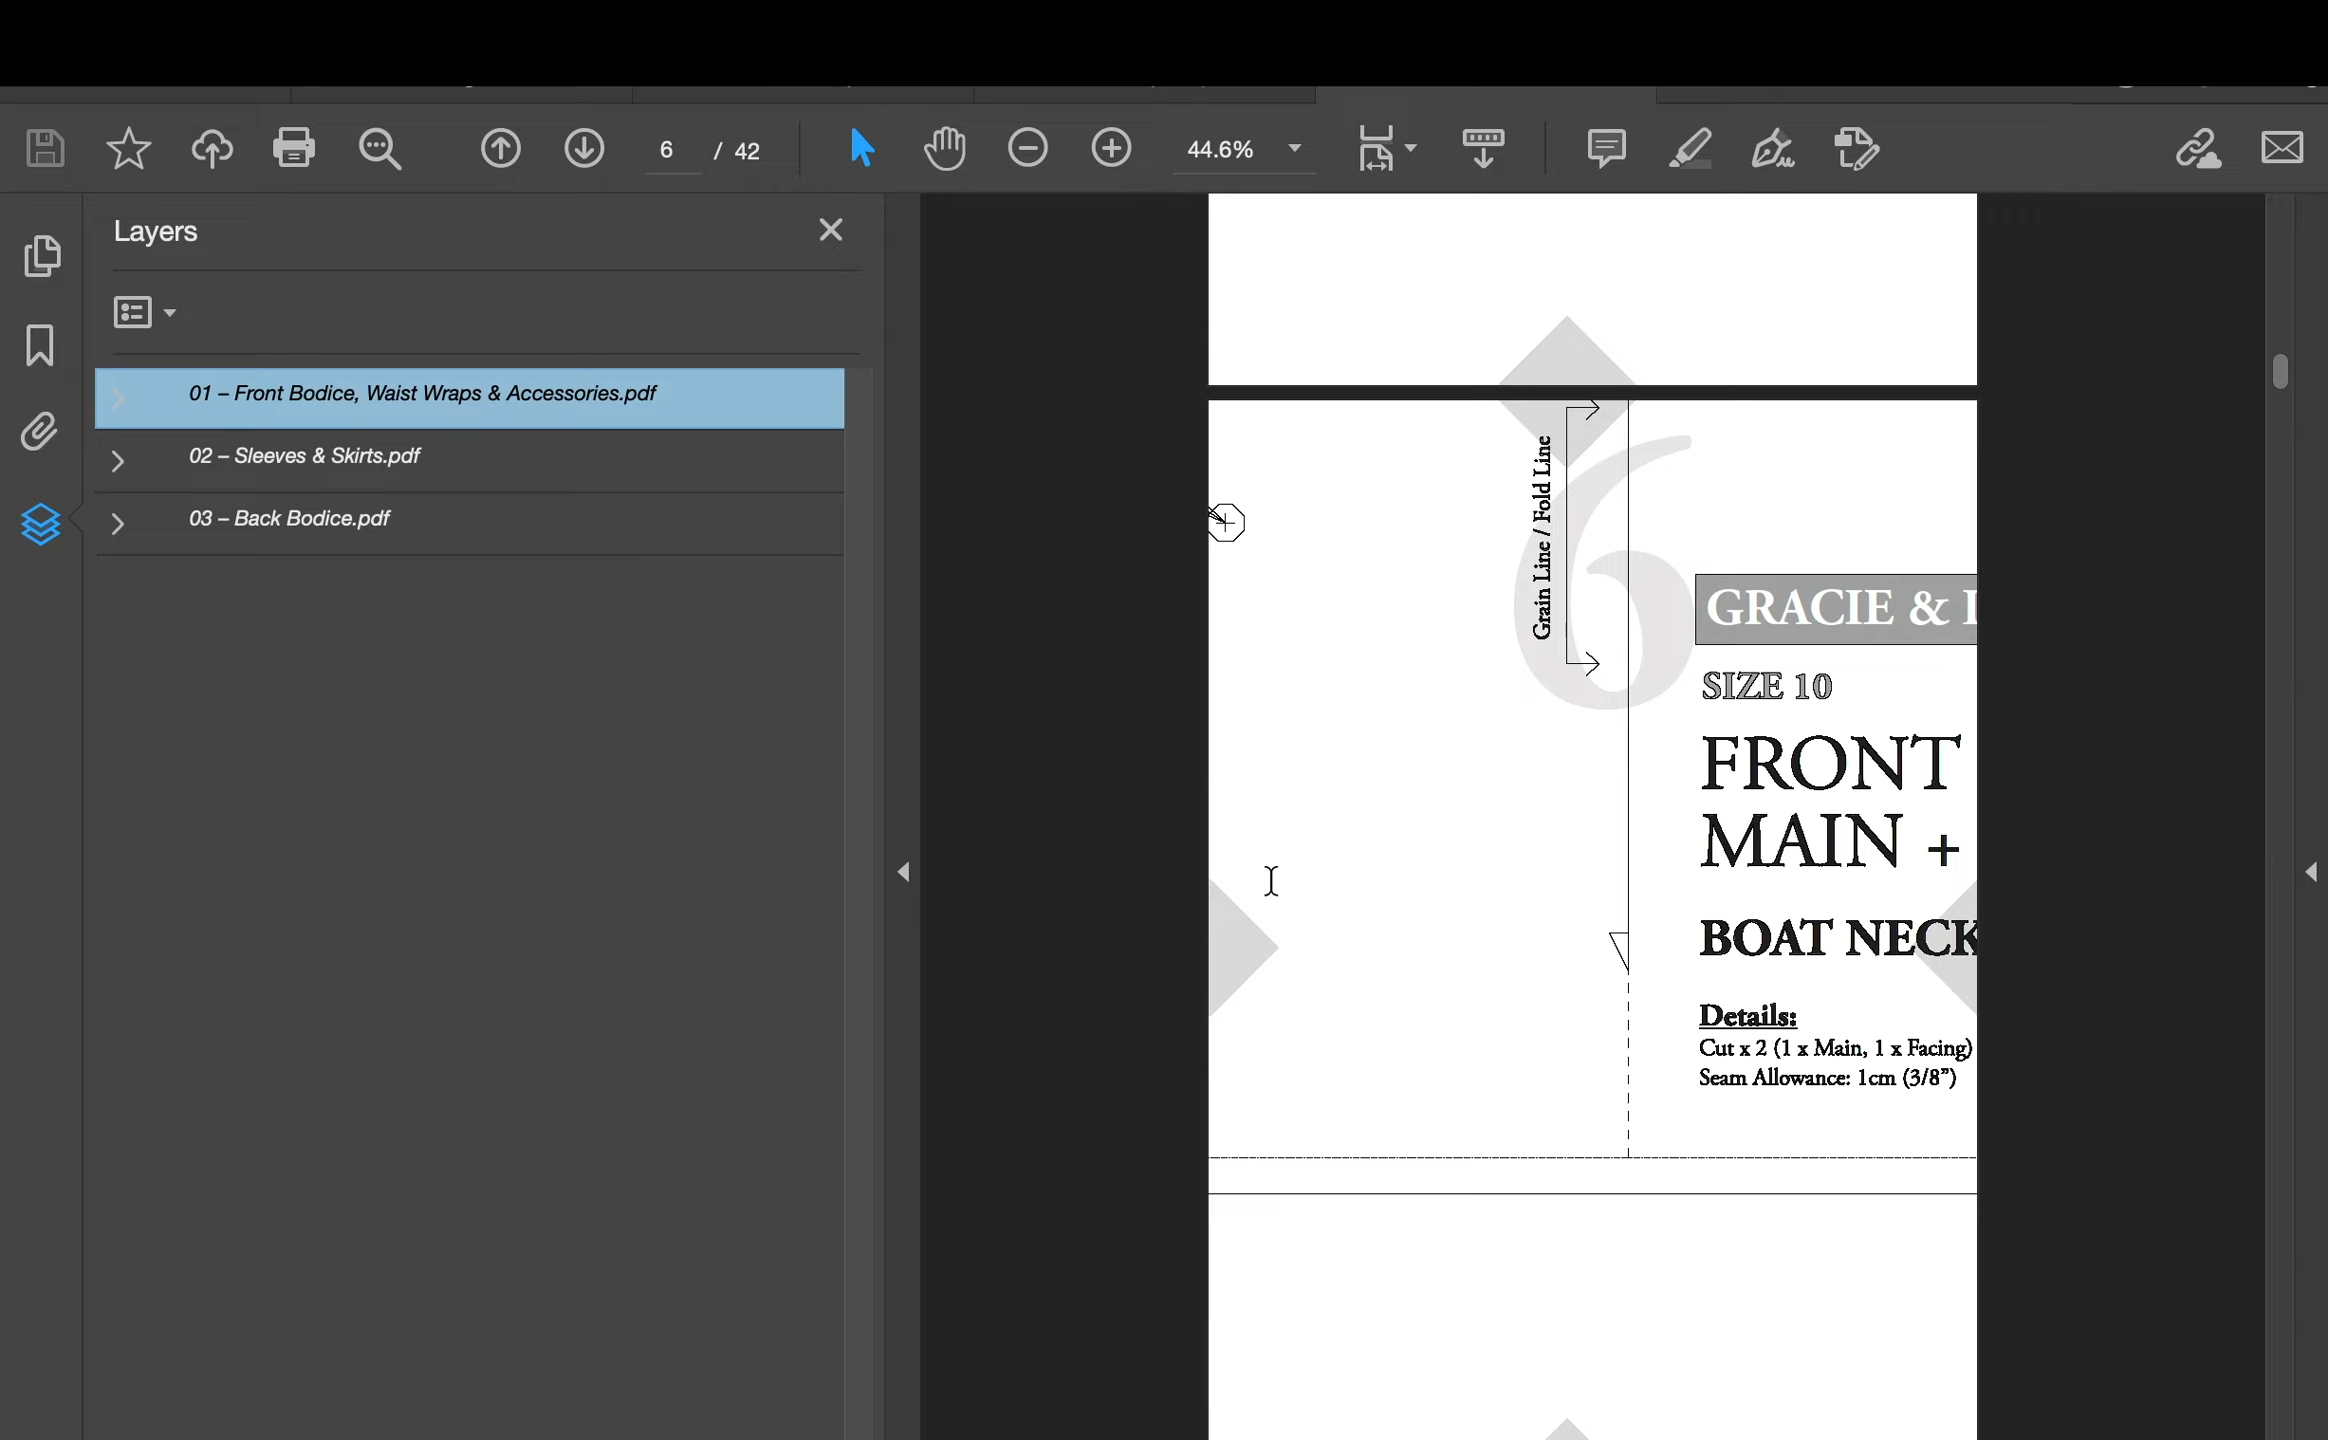 6 / 42
44.6%
Layers
01 – Front Bodice, Waist Wraps & Accessories.pdf
02 – Sleeves & Skirts.pdf
03 – Back Bodice.pdf
Grain Line / Fold Line
6
GRACIE &
SIZE 10
FRONT
MAIN +
BOAT NECK
Details:
Cut x 2 (1 x Main, 1 x Facing)
Seam Allowance: 1cm (3/8”)